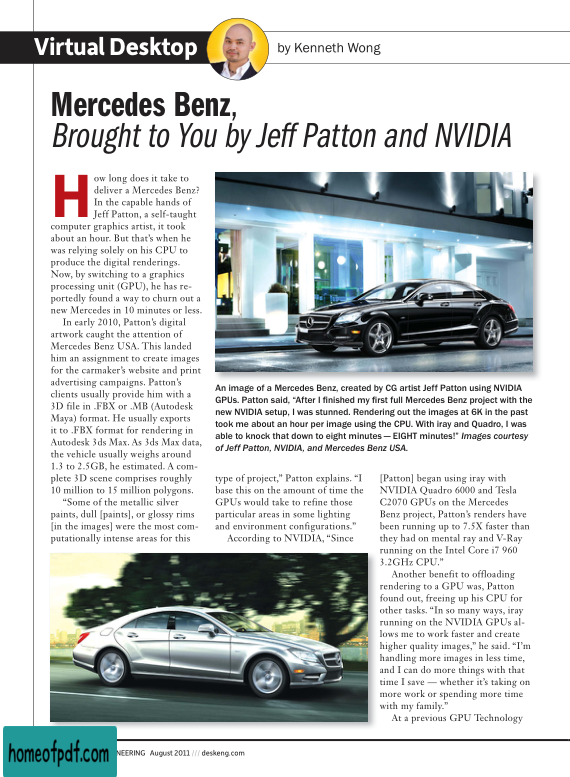 Virtual Desktop
by Kenneth Wong
Mercedes Benz,
Brought to You by Jeff Patton and NVIDIA
How long does it take to
deliver a Mercedes Benz?
In the capable hands of
Jeff Patton, a self-taught
computer graphics artist, it took
about an hour. But that’s when he
was relying solely on his CPU to
produce the digital renderings.
Now, by switching to a graphics
processing unit (GPU), he has re-
portedly found a way to churn out a
new Mercedes in 10 minutes or less.
In early 2010, Patton’s digital
artwork caught the attention of
Mercedes Benz USA. This landed
him an assignment to create images
for the carmaker’s website and print
advertising campaigns. Patton’s
clients usually provide him with a
3D file in .FBX or .MB (Autodesk
Maya) format. He usually exports
it to .FBX format for rendering in
Autodesk 3ds Max. As 3ds Max data,
the vehicle usually weighs around
1.3 to 2.5GB, he estimated. A com-
plete 3D scene comprises roughly
10 million to 15 million polygons.
“Some of the metallic silver
paints, dull [paints], or glossy rims
[in the images] were the most com-
putationally intense areas for this
An image of a Mercedes Benz, created by CG artist Jeff Patton using NVIDIA
GPUs. Patton said, “After I finished my first full Mercedes Benz project with the
new NVIDIA setup, I was stunned. Rendering out the images at 6K in the past
took me about an hour per image using the CPU. With iray and Quadro, I was
able to knock that down to eight minutes — EIGHT minutes!” Images courtesy
of Jeff Patton, NVIDIA, and Mercedes Benz USA.
type of project,” Patton explains. “I
base this on the amount of time the
GPUs would take to refine those
particular areas in some lighting
and environment configurations.”
According to NVIDIA, “Since
[Patton] began using iray with
NVIDIA Quadro 6000 and Tesla
C2070 GPUs on the Mercedes
Benz project, Patton’s renders have
been running up to 7.5X faster than
they had on mental ray and V-Ray
running on the Intel Core i7 960
3.2GHz CPU.”
Another benefit to offloading
rendering to a GPU was, Patton
found out, freeing up his CPU for
other tasks. “In so many ways, iray
running on the NVIDIA GPUs al-
lows me to work faster and create
higher quality images,” he said. “I’m
handling more images in less time,
and I can do more things with that
time I save — whether it’s taking on
more work or spending more time
with my family.”
At a previous GPU Technology
homeofpdf.com
NEERING August 2011 /// deskeng.com